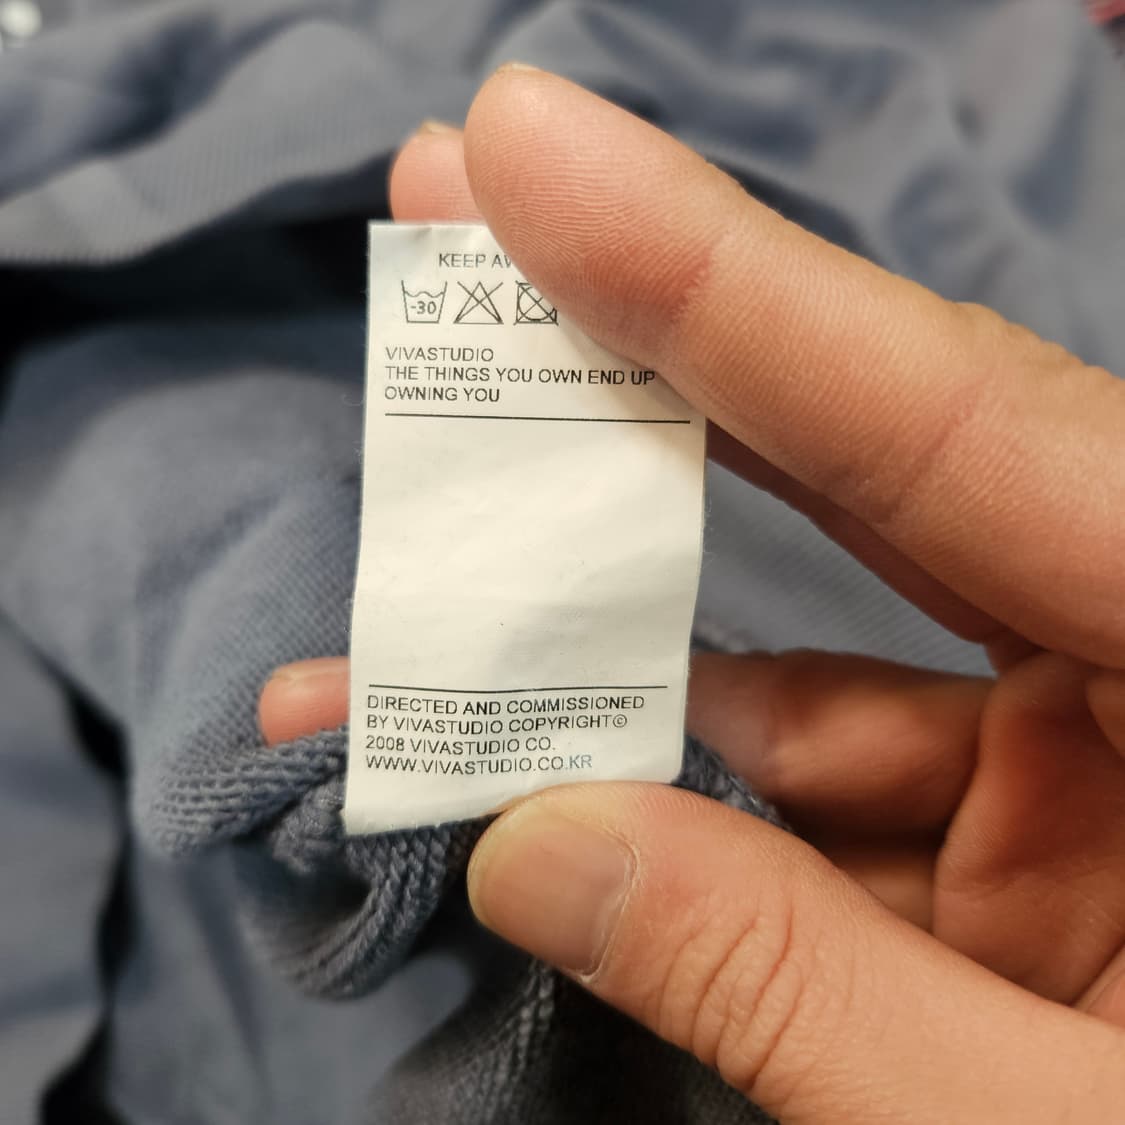 KEEP
-30
VIVASTUDIO
THE THINGS YOU OWN END UP
OWNING YOU
DIRECTED AND COMMISSIONED
BY VIVASTUDIO COPYRIGHT©
2008 VIVASTUDIO CO.
WWW.VIVASTUDIO.CO.KR